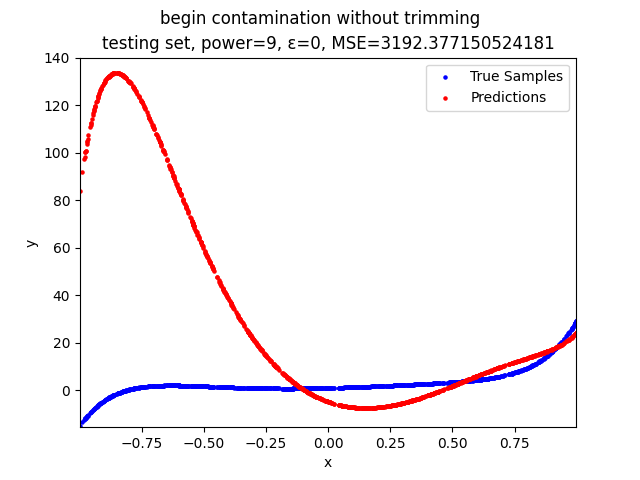 begin contamination without trimming
testing set, power=9, ε=0, MSE=3192.377150524181
True Samples
Predictions
140
120
100
80
60
40
20
0
y
−0.75
−0.50
−0.25
0.00
0.25
0.50
0.75
x